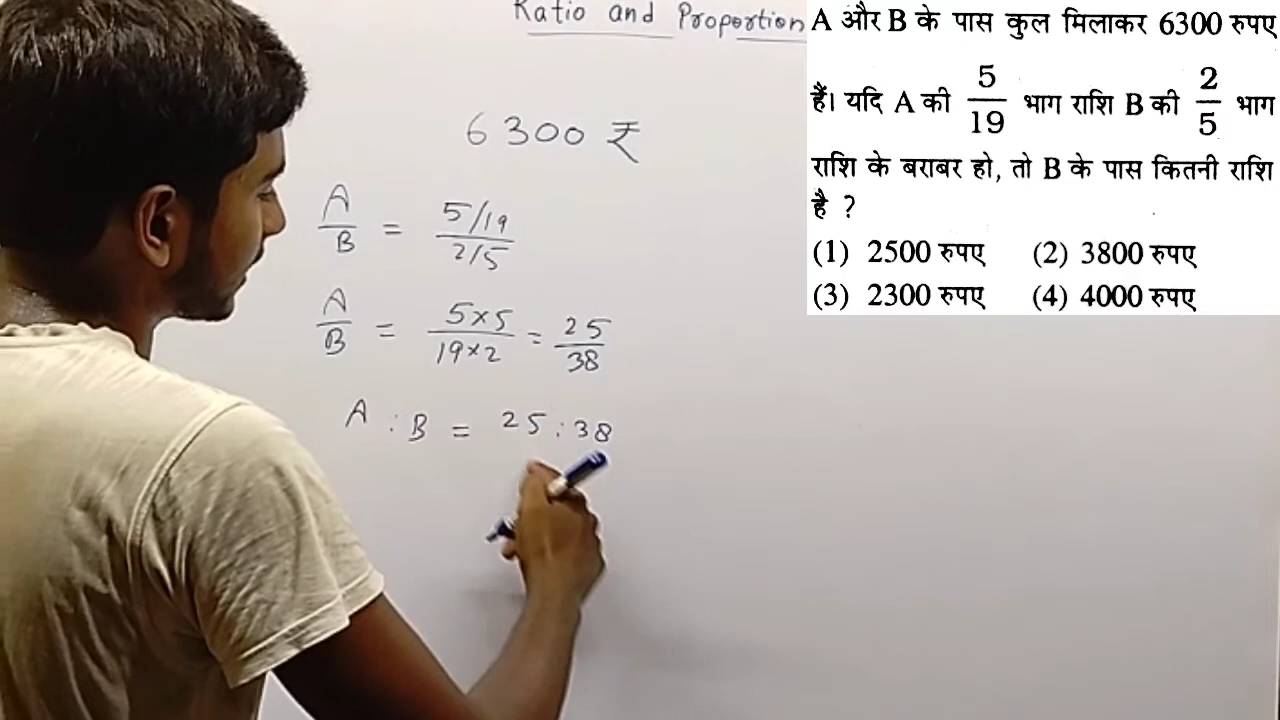 Ratio and Proportion
6300 ₹
A/B = (5/19)/(2/5)
A/B = (5×5)/(19×2) = 25/38
A : B = 25 : 38
A और B के पास कुल मिलाकर 6300 रुपए
हैं। यदि A की 5/19 भाग राशि B की 2/5 भाग
राशि के बराबर हो, तो B के पास कितनी राशि
है ?
(1) 2500 रुपए (2) 3800 रुपए
(3) 2300 रुपए (4) 4000 रुपए